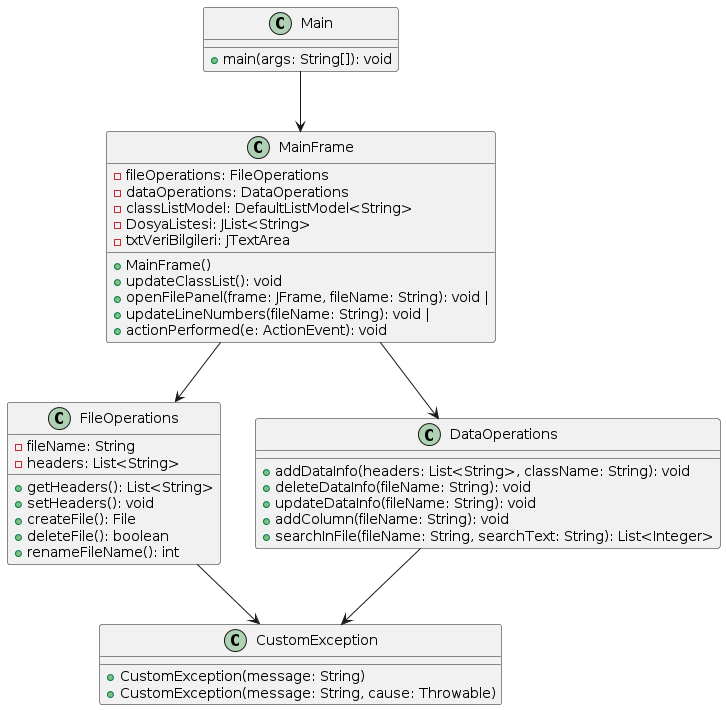 C Main
main(args: String[]): void
C MainFrame
fileOperations: FileOperations
dataOperations: DataOperations
classListModel: DefaultListModel<String>
DosyaListesi: JList<String>
txtVeriBilgileri: JTextArea
MainFrame()
updateClassList(): void
openFilePanel(frame: JFrame, fileName: String): void |
updateLineNumbers(fileName: String): void |
actionPerformed(e: ActionEvent): void
C FileOperations
fileName: String
headers: List<String>
getHeaders(): List<String>
setHeaders(): void
createFile(): File
deleteFile(): boolean
renameFileName(): int
C DataOperations
addDataInfo(headers: List<String>, className: String): void
deleteDataInfo(fileName: String): void
updateDataInfo(fileName: String): void
addColumn(fileName: String): void
searchInFile(fileName: String, searchText: String): List<Integer>
C CustomException
CustomException(message: String)
CustomException(message: String, cause: Throwable)